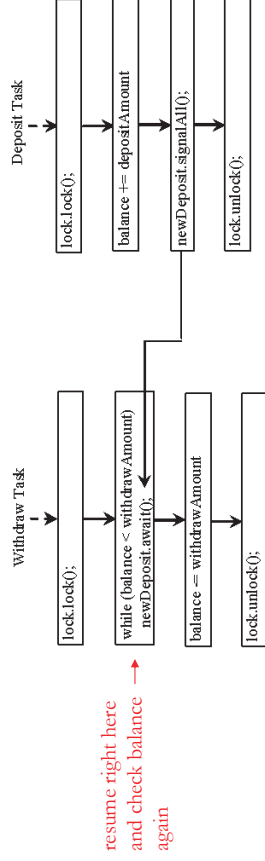 resume right here
and check balance
again
Withdraw Task
lock.lock();
while (balance < withdrawAmount)
newDeposit.await();
balance -= withdrawAmount
lock.unlock();
Deposit Task
lock.lock();
balance += depositAmount
newDeposit.signalAll();
lock.unlock();